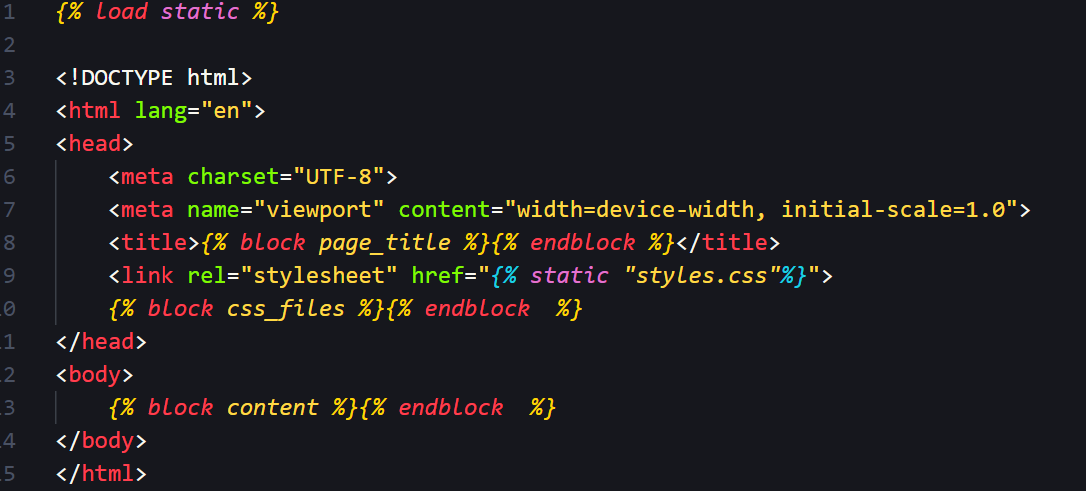 1 {% load static %}
2
3 <!DOCTYPE html>
4 <html lang="en">
5 <head>
6     <meta charset="UTF-8">
7     <meta name="viewport" content="width=device-width, initial-scale=1.0">
8     <title>{% block page_title %}{% endblock %}</title>
9     <link rel="stylesheet" href="{% static "styles.css"%}">
0     {% block css_files %}{% endblock  %}
1 </head>
2 <body>
3     {% block content %}{% endblock  %}
4 </body>
5 </html>